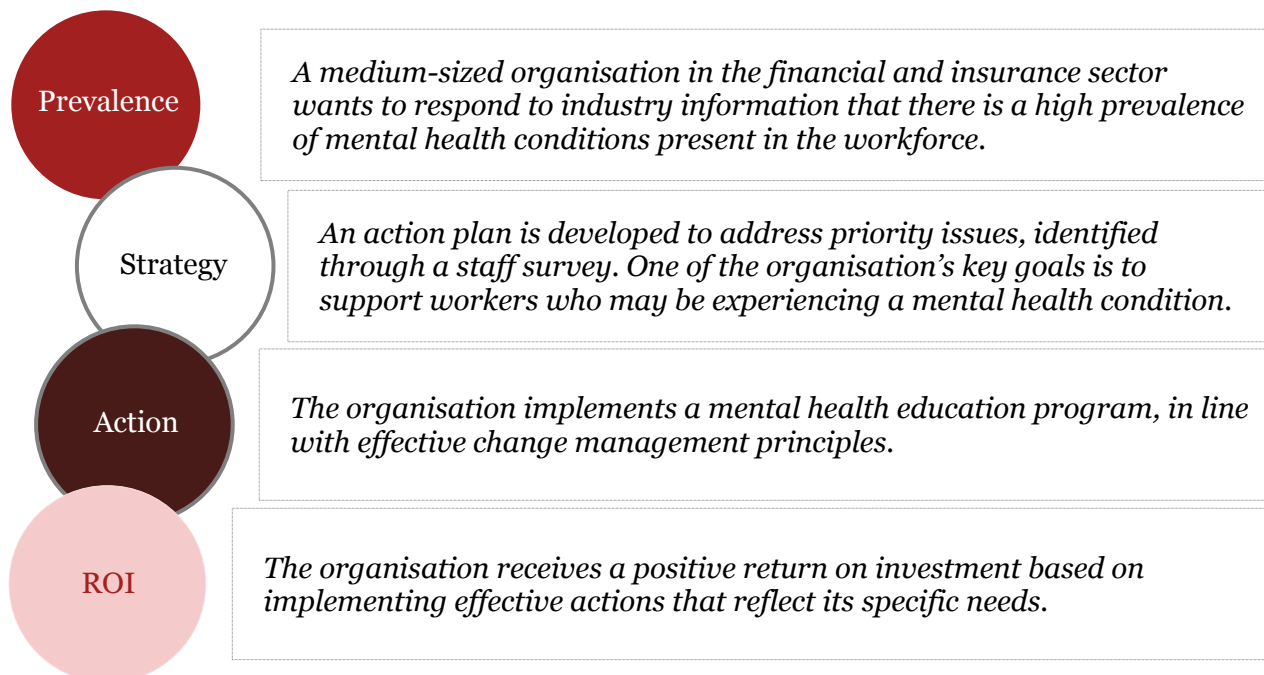 Prevalence
A medium-sized organisation in the financial and insurance sector
wants to respond to industry information that there is a high prevalence
of mental health conditions present in the workforce.
Strategy
An action plan is developed to address priority issues, identified
through a staff survey. One of the organisation's key goals is to
support workers who may be experiencing a mental health condition.
Action
The organisation implements a mental health education program, in line
with effective change management principles.
ROI
The organisation receives a positive return on investment based on
implementing effective actions that reflect its specific needs.